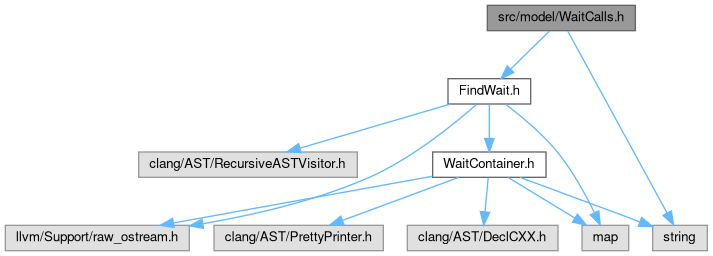 src/model/WaitCalls.h
FindWait.h
clang/AST/RecursiveASTVisitor.h
WaitContainer.h
llvm/Support/raw_ostream.h
clang/AST/PrettyPrinter.h
clang/AST/DeclCXX.h
map
string